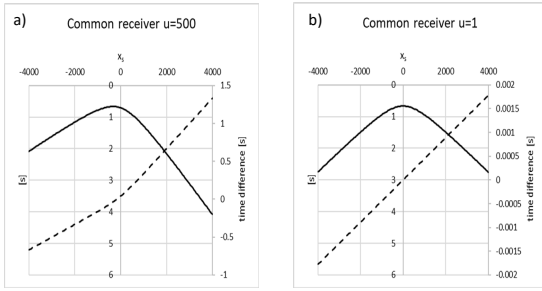 a)
Common receiver u=500
xs
-4000 -2000 0 2000 4000
0
1
2
3
4
5
6
[s]
1.5
1
0.5
0
-0.5
-1
time difference [s]
b)
Common receiver u=1
xs
-4000 -2000 0 2000 4000
0
1
2
3
4
5
6
[s]
0.002
0.0015
0.001
0.0005
0
-0.0005
-0.001
-0.0015
-0.002
time difference [s]